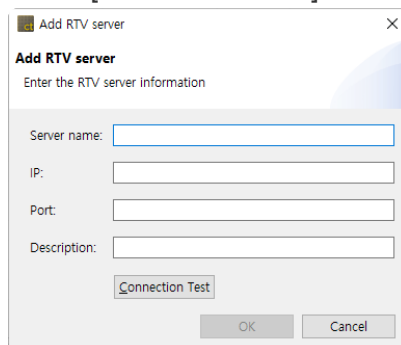 ct Add RTV server
Add RTV server
Enter the RTV server information
Server name:
IP:
Port:
Description:
Connection Test
OK Cancel